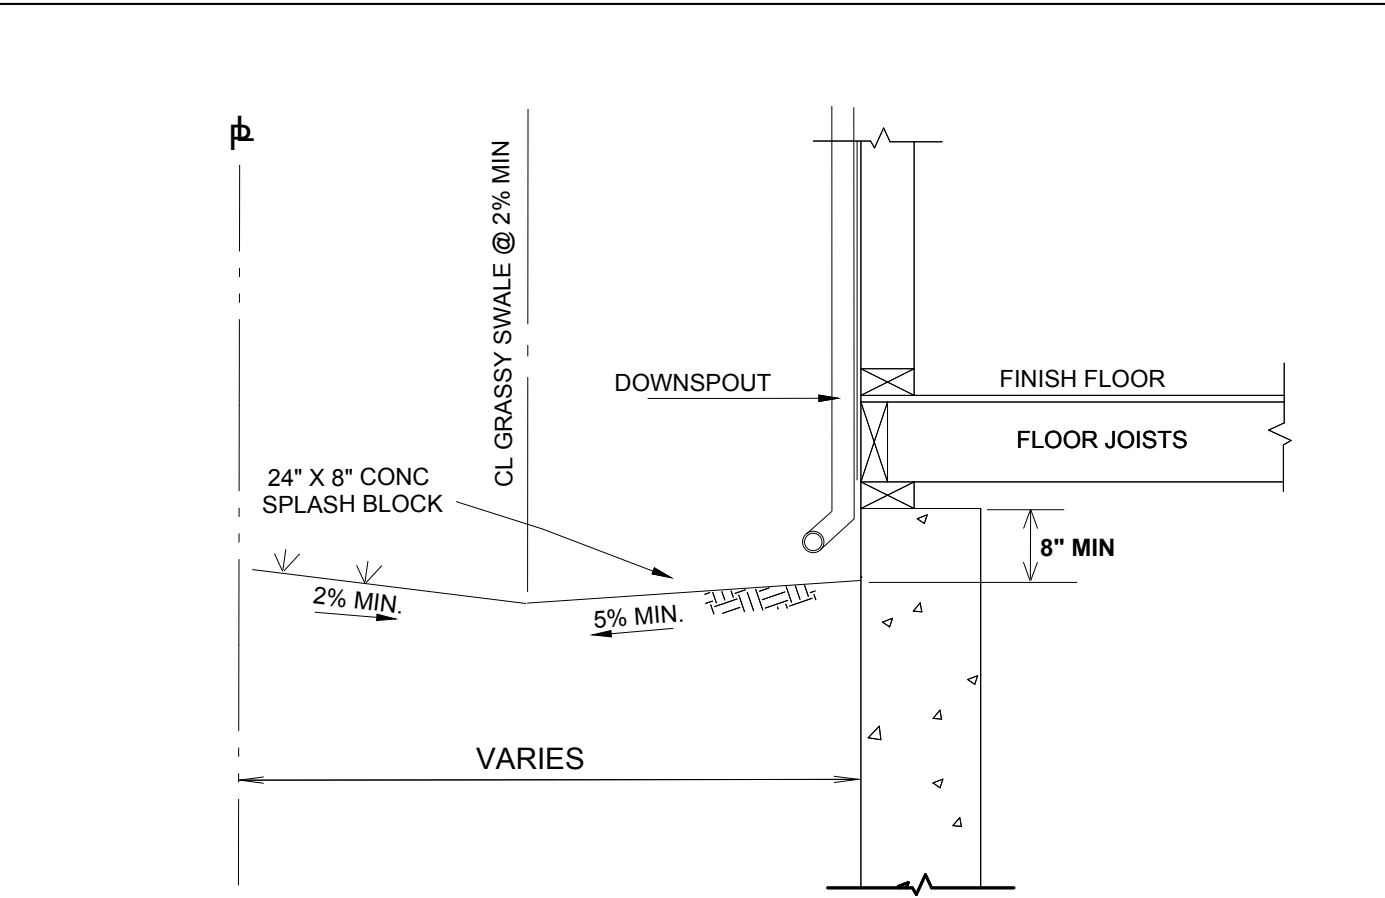 PL
CL GRASSY SWALE @ 2% MIN
DOWNSPOUT
FINISH FLOOR
FLOOR JOISTS
24" X 8" CONC
SPLASH BLOCK
8" MIN
2% MIN.
5% MIN.
VARIES